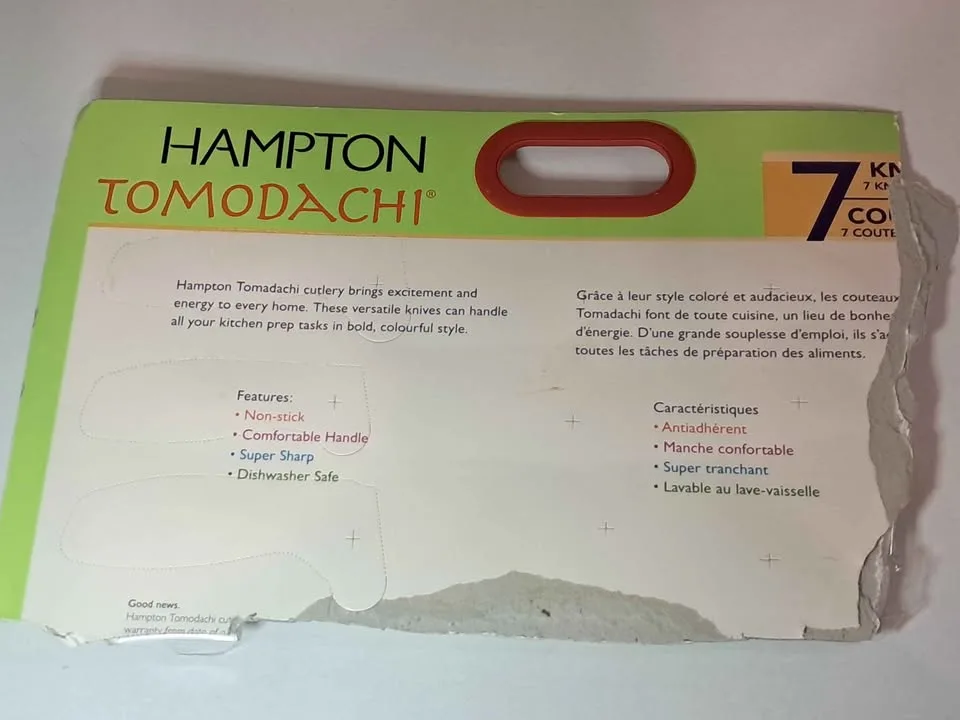 HAMPTON
TOMODACHI®
7
7
Hampton Tomadachi cutlery brings excitement and
energy to every home. These versatile knives can handle
all your kitchen prep tasks in bold, colourful style.
Features:
• Non-stick
• Comfortable Handle
• Super Sharp
• Dishwasher Safe
Good news.
Hampton Tomodachi
warranty from date of
Grâce à leur style coloré et audacieux, les couteaux
Tomadachi font de toute cuisine, un lieu de
d'énergie. D'une grande souplesse d'emploi, ils
toutes les tâches de préparation des aliments.
Caractéristiques
• Antiadhérent
• Manche confortable
• Super tranchant
• Lavable au lave-vaisselle